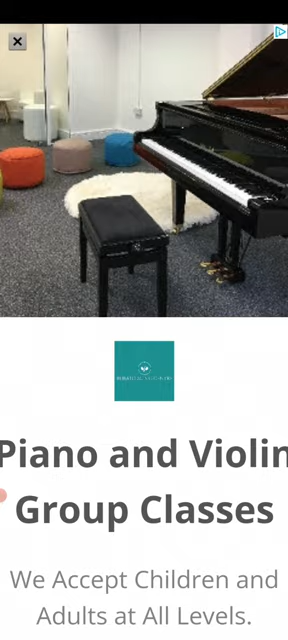 Piano and Violin
Group Classes
We Accept Children and
Adults at All Levels.